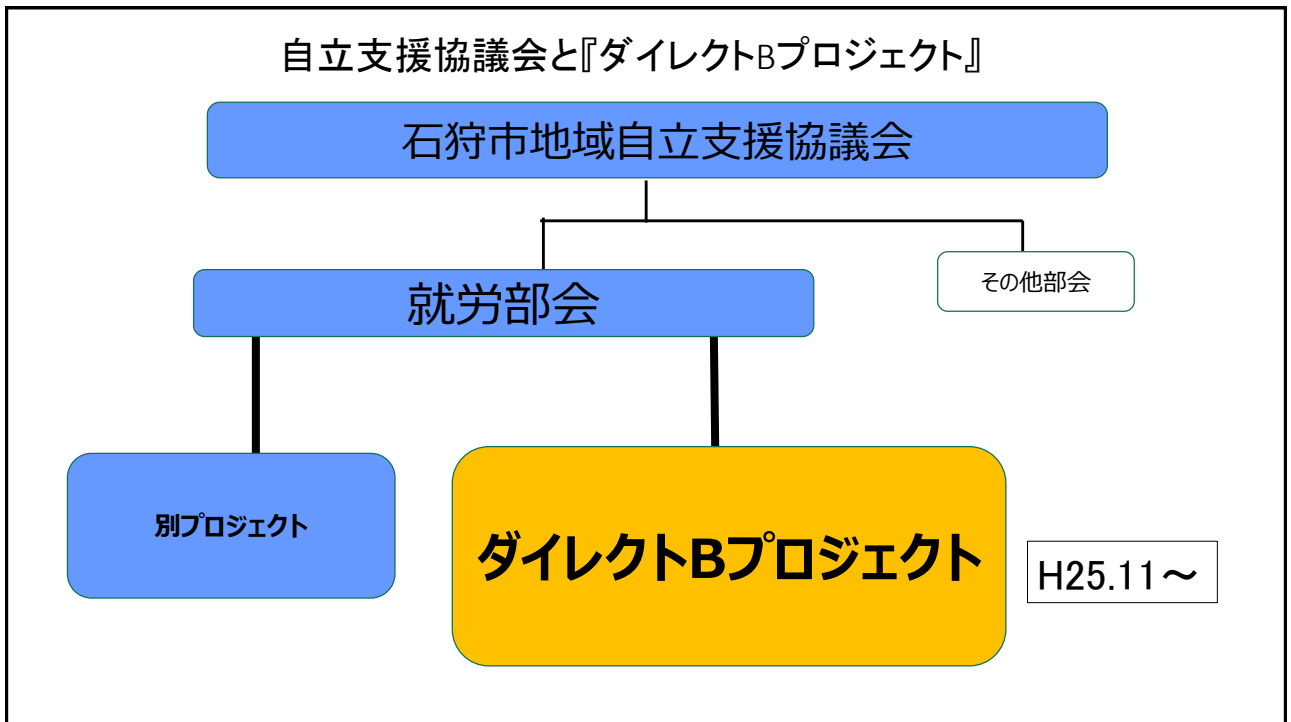 自立支援協議会と『ダイレクトBプロジェクト』
石狩市地域自立支援協議会
就労部会
その他部会
別プロジェクト
ダイレクトBプロジェクト
H25.11～